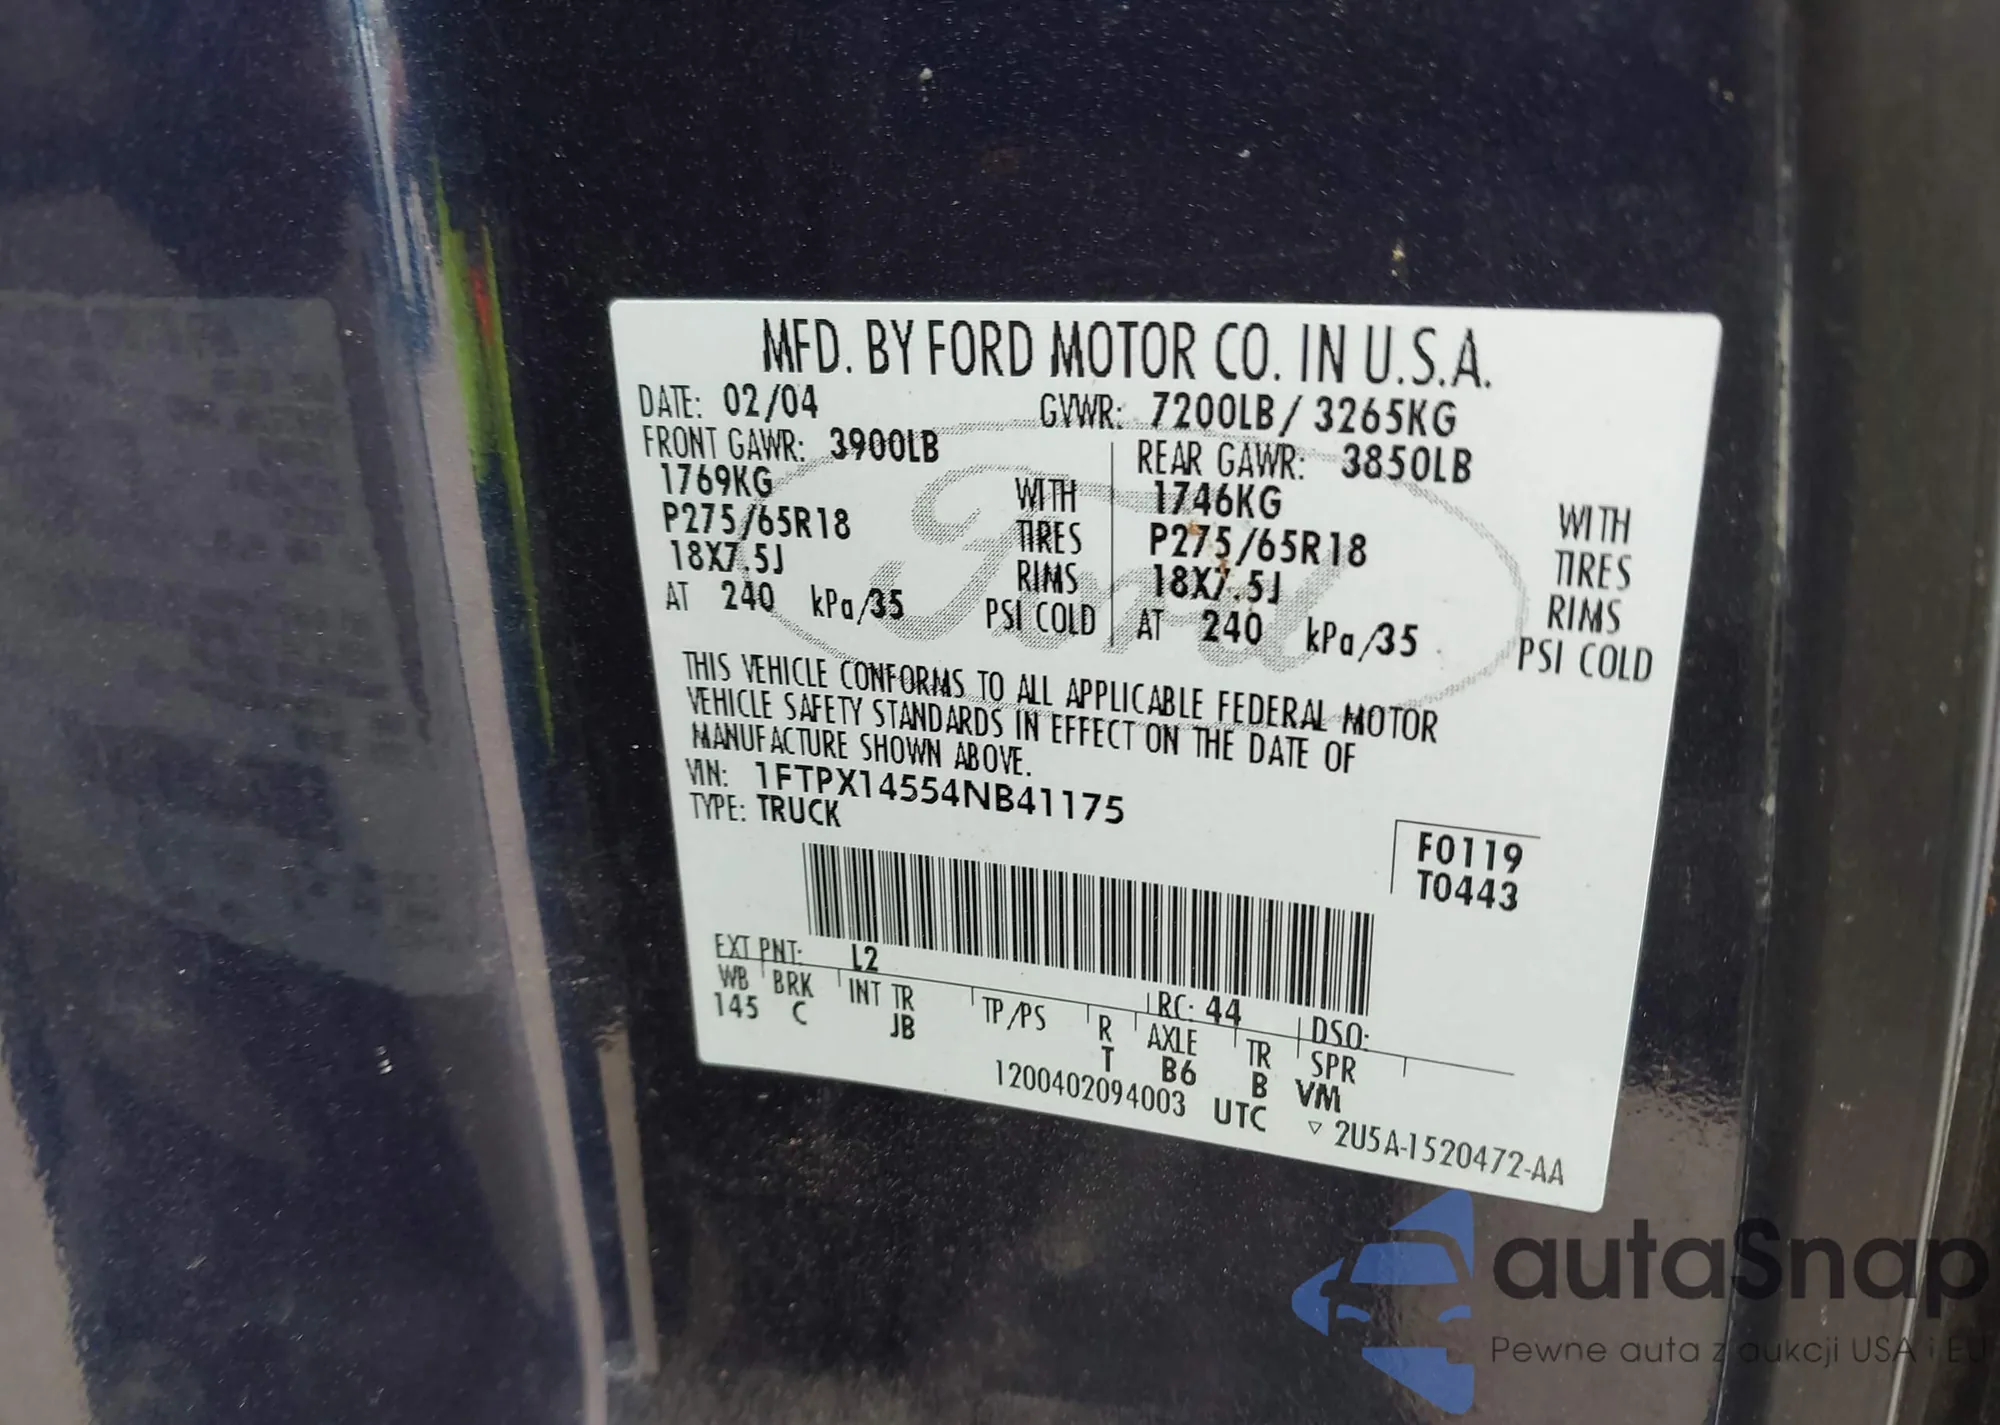 MFD. BY FORD MOTOR CO. IN U.S.A.
DATE: 02/04 GVWR: 7200LB / 3265KG
FRONT GAWR: 3900LB REAR GAWR: 3850LB
1769KG WITH 1746KG WITH
P275/65R18 TIRES P275/65R18 TIRES
18X7.5J RIMS 18X7.5J RIMS
AT 240 kPa/35 PSI COLD AT 240 kPa/35 PSI COLD
Ford
THIS VEHICLE CONFORMS TO ALL APPLICABLE FEDERAL MOTOR
VEHICLE SAFETY STANDARDS IN EFFECT ON THE DATE OF
MANUFACTURE SHOWN ABOVE.
VIN: 1FTPX14554NB41175
TYPE: TRUCK
F0119
T0443
EXT PNT: L2 RC: 44 DSO:
WB BRK INT TR TP/PS R AXLE TR SPR
145 C JB T B6 B VM
1200402094003 UTC ▽ 2U5A-1520472-AA
autaSnap
Pewne auta z aukcji USA i EU